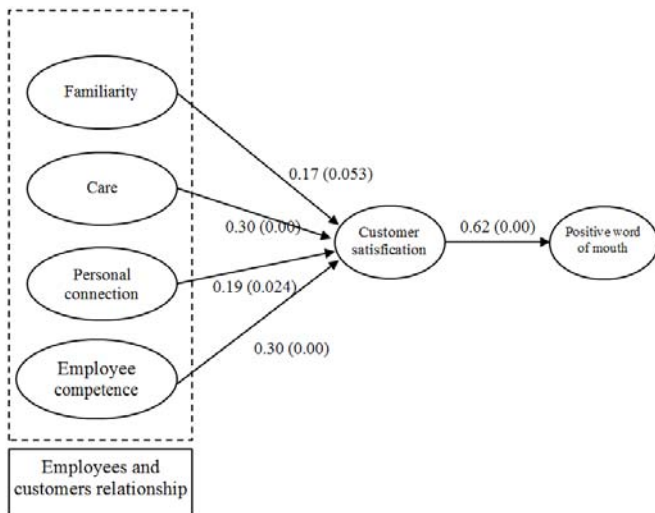 Familiarity
0.17 (0.053)
Care
0.30 (0.00)
Customer
satisfication
0.62 (0.00)
Positive word
of mouth
Personal
connection
0.19 (0.024)
0.30 (0.00)
Employee
competence
Employees and
customers relationship